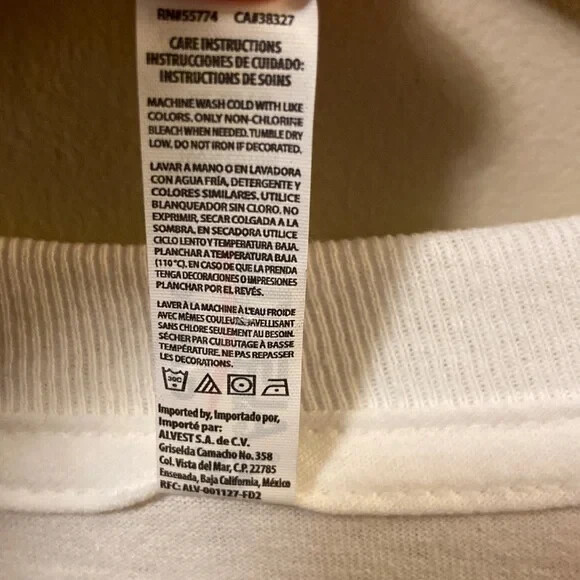 RN#55774 CA#38327
CARE INSTRUCTIONS
INSTRUCCIONES DE CUIDADO:
INSTRUCTIONS DE SOINS
MACHINE WASH COLD WITH LIKE
COLORS. ONLY NON-CHLORINE
BLEACH WHEN NEEDED. TUMBLE DRY
LOW. DO NOT IRON IF DECORATED.
LAVAR A MANO O EN LAVADORA
CON AGUA FRÍA, DETERGENTE Y
COLORES SIMILARES. UTILICE
BLANQUEADOR SIN CLORO. NO
EXPRIMIR, SECAR COLGADA A LA
SOMBRA. EN SECADORA UTILICE
CICLO LENTO Y TEMPERATURA BAJA.
PLANCHAR A TEMPERATURA BAJA
(110 °C). EN CASO DE QUE LA PRENDA
TENGA DECORACIONES O IMPRESIONES
PLANCHAR POR EL REVÉS.
LAVER À LA MACHINE À L'EAU FROIDE
AVEC MÊMES COULEURS. JAVELLISANT
SANS CHLORE SEULEMENT AU BESOIN.
SÉCHER PAR CULBUTAGE À BASSE
TEMPÉRATURE. NE PAS REPASSER
LES DECORATIONS.
30C
Imported by, Importado por,
Importé par:
ALVEST S.A. de C.V.
Griselda Camacho No. 358
Col. Vista del Mar, C.P. 22785
Ensenada, Baja California, México
RFC: ALV-001127-FD2